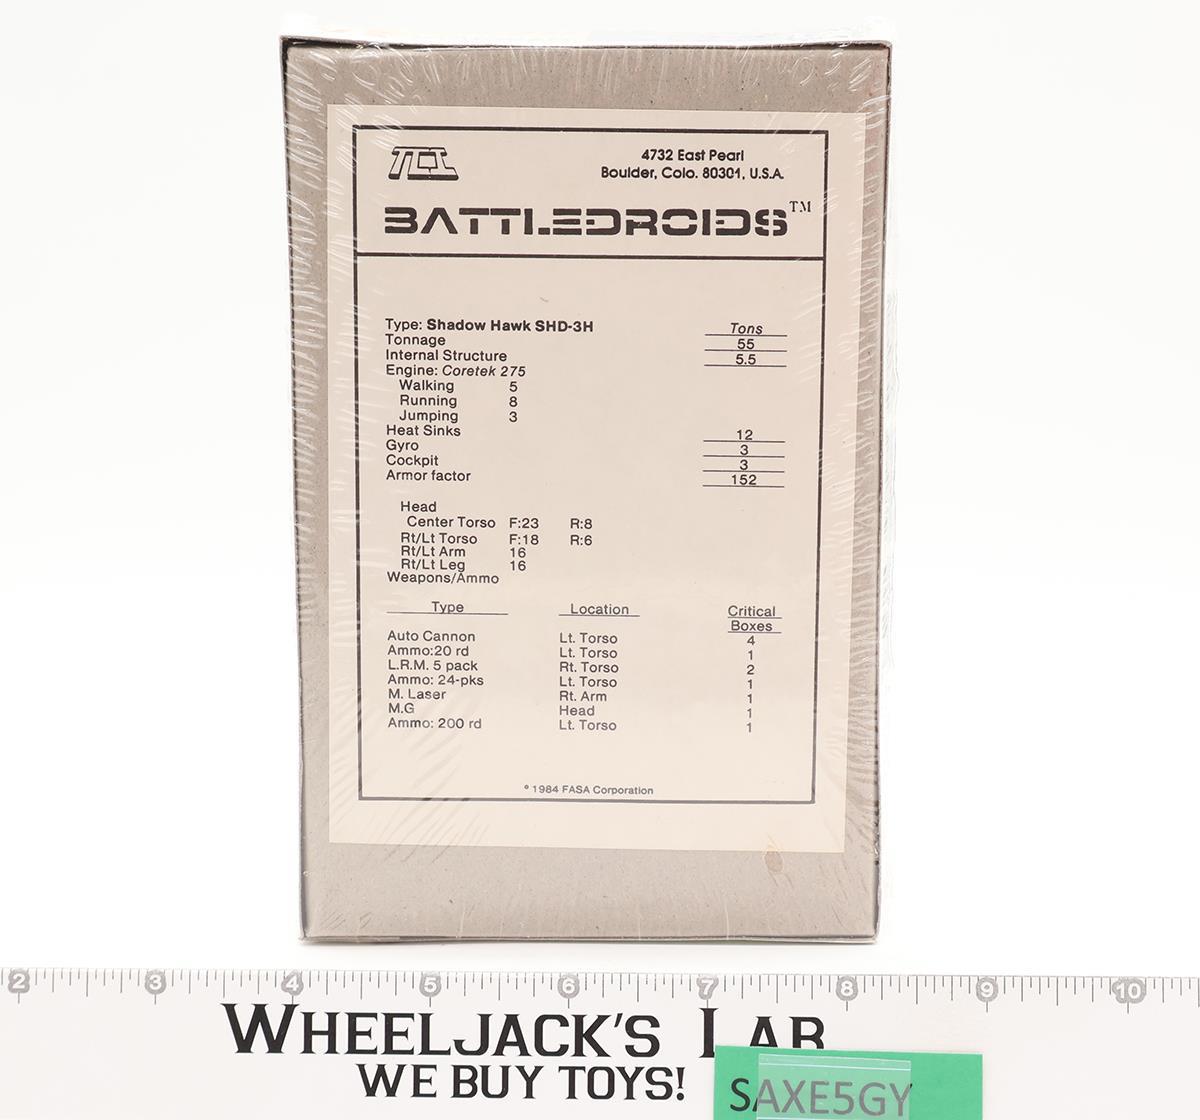 TCI
4732 East Pearl
Boulder, Colo. 80301, U.S.A.
BATTLEDROIDS™
Type: Shadow Hawk SHD-3H Tons
Tonnage 55
Internal Structure 5.5
Engine: Coretek 275
Walking 5
Running 8
Jumping 3
Heat Sinks 12
Gyro 3
Cockpit 3
Armor factor 152
Head
Center Torso F:23 R:8
Rt/Lt Torso F:18 R:6
Rt/Lt Arm 16
Rt/Lt Leg 16
Weapons/Ammo
Type Location Critical
Boxes
Auto Cannon Lt. Torso 4
Ammo:20 rd Lt. Torso 1
L.R.M. 5 pack Rt. Torso 2
Ammo: 24-pks Lt. Torso 1
M. Laser Rt. Arm 1
M.G Head 1
Ammo: 200 rd Lt. Torso 1
© 1984 FASA Corporation
2 3 4 5 6 7 8 9 10
WHEELJACK'S LAB
WE BUY TOYS!
SAXE5GY